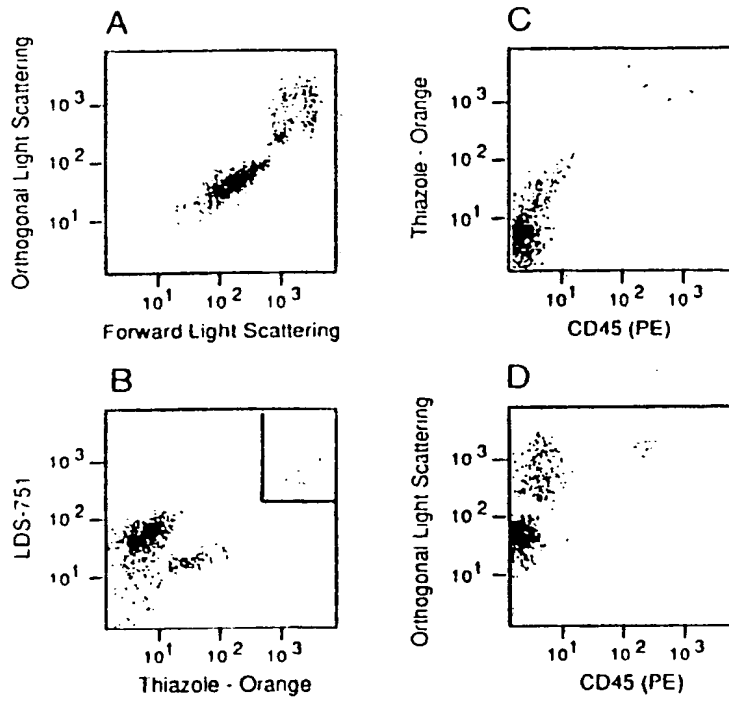 A
Orthogonal Light Scattering
10³
10²
10¹
10¹ 10² 10³
Forward Light Scattering
C
Thiazole - Orange
10³
10²
10¹
10¹ 10² 10³
CD45 (PE)
B
LDS-751
10³
10²
10¹
10¹ 10² 10³
Thiazole - Orange
D
Orthogonal Light Scattering
10³
10²
10¹
10¹ 10² 10³
CD45 (PE)